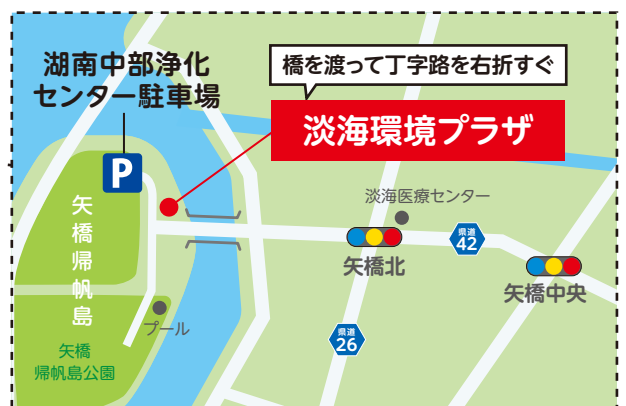 湖南中部浄化
センター駐車場
橋を渡って丁字路を右折すぐ
淡海環境プラザ
P
淡海医療センター
県道
42
矢橋北
矢橋中央
矢橋帰帆島
プール
県道
26
矢橋
帰帆島公園